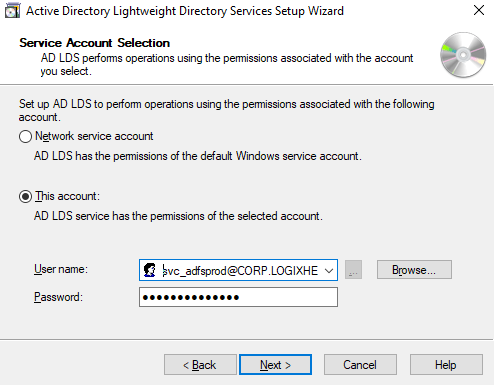 Active Directory Lightweight Directory Services Setup Wizard
Service Account Selection
AD LDS performs operations using the permissions associated with the account
you select.
Set up AD LDS to perform operations using the permissions associated with the following
account.
Network service account
AD LDS has the permissions of the default Windows service account.
This account:
AD LDS service has the permissions of the selected account.
User name: svc_adfsprod@CORP.LOGIXHE ... Browse...
Password: ●●●●●●●●●●●●●●
< Back Next > Cancel Help